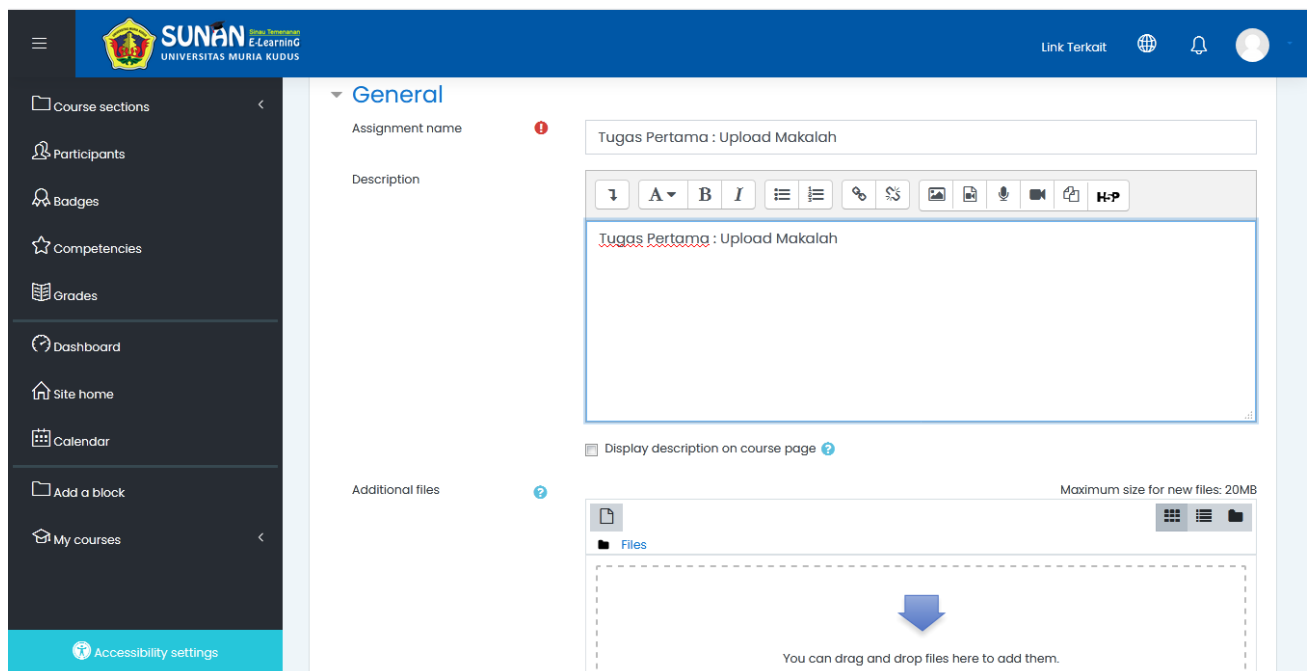 SUNAN Sinau Temenanan E-Learning
UNIVERSITAS MURIA KUDUS
Link Terkait
Course sections
Participants
Badges
Competencies
Grades
Dashboard
Site home
Calendar
Add a block
My courses
Accessibility settings
General
Assignment name
Tugas Pertama : Upload Makalah
Description
A B I H-P
Tugas Pertama : Upload Makalah
Display description on course page
Additional files
Maximum size for new files: 20MB
Files
You can drag and drop files here to add them.